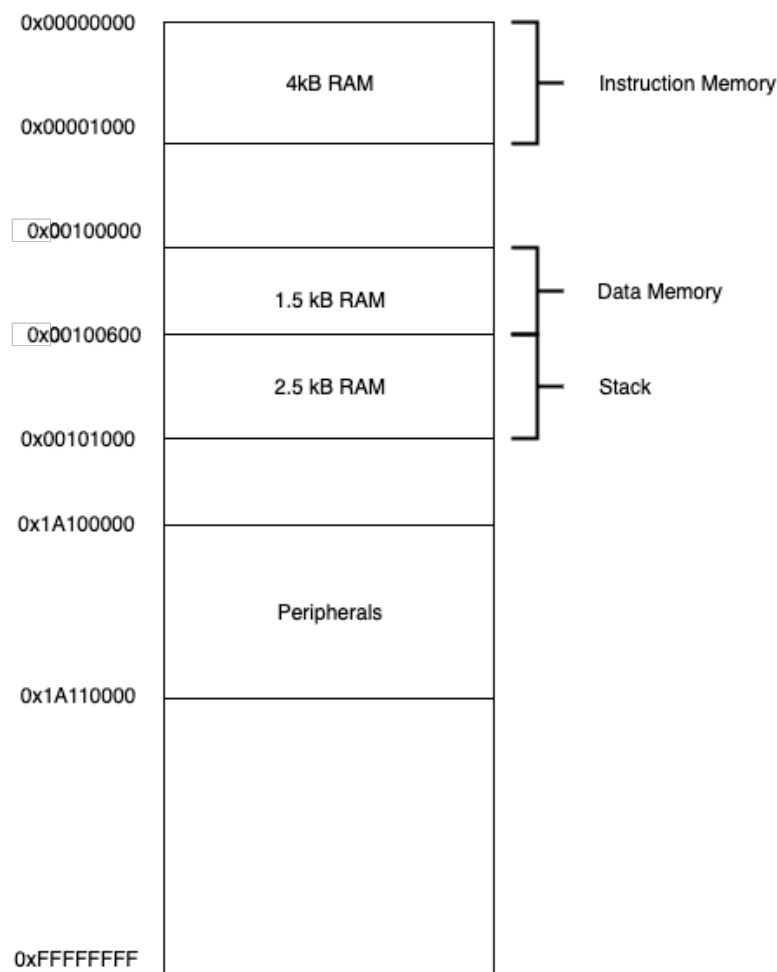 0x00000000
4kB RAM
Instruction Memory
0x00001000
0x00100000
1.5 kB RAM
Data Memory
0x00100600
2.5 kB RAM
Stack
0x00101000
0x1A100000
Peripherals
0x1A110000
0xFFFFFFFF